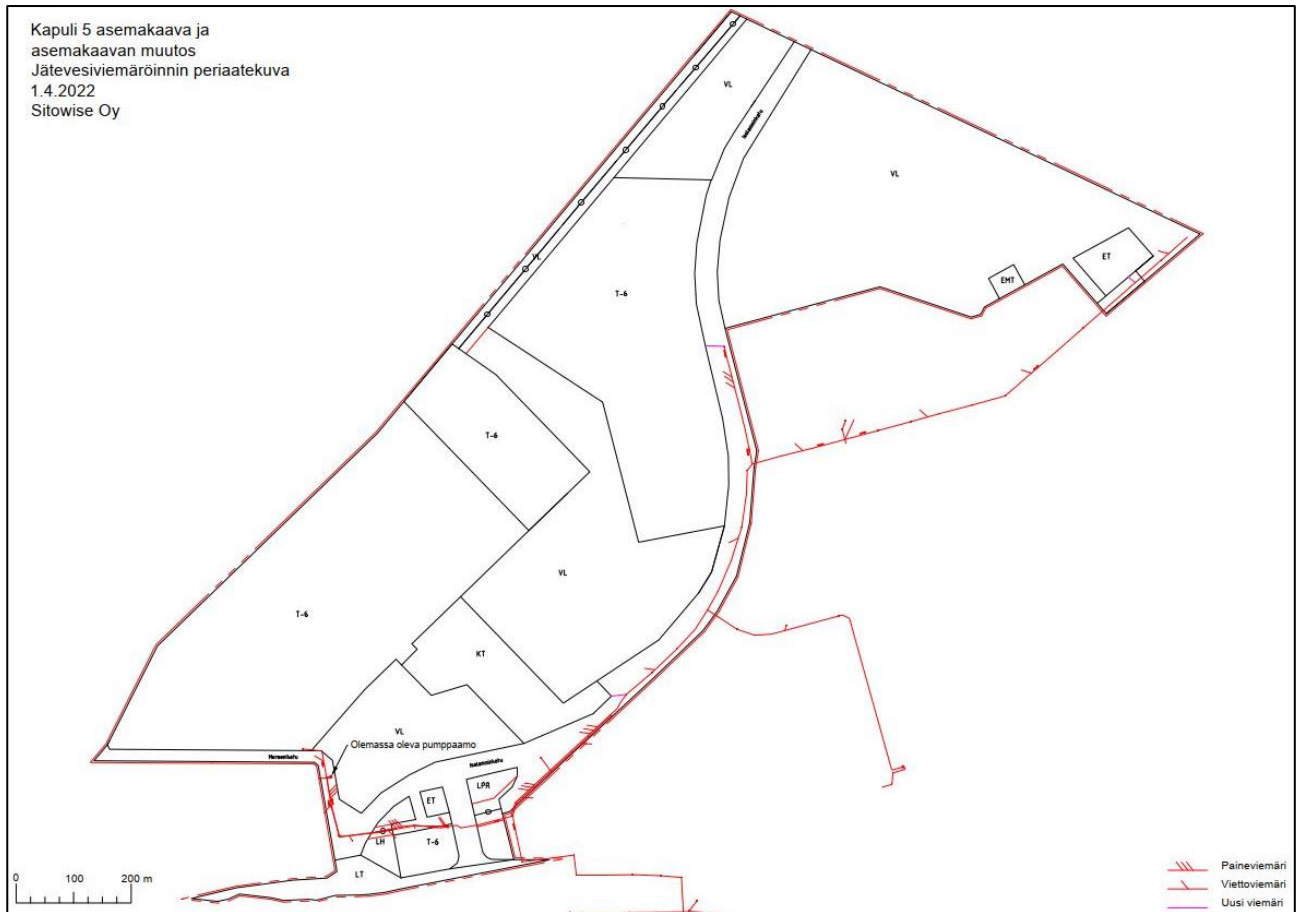 Kapuli 5 asemakaava ja
asemakaavan muutos
Jätevesiviemäröinnin periaatekuva
1.4.2022
Sitowise Oy
VL
VL
VL
ET
EMT
T-6
T-6
VL
T-6
KT
VL
Olemassa oleva pumppaamo
LPR
ET
LH
T-6
LT
0 100 200 m
Paineviemäri
Viettoviemäri
Uusi viemäri